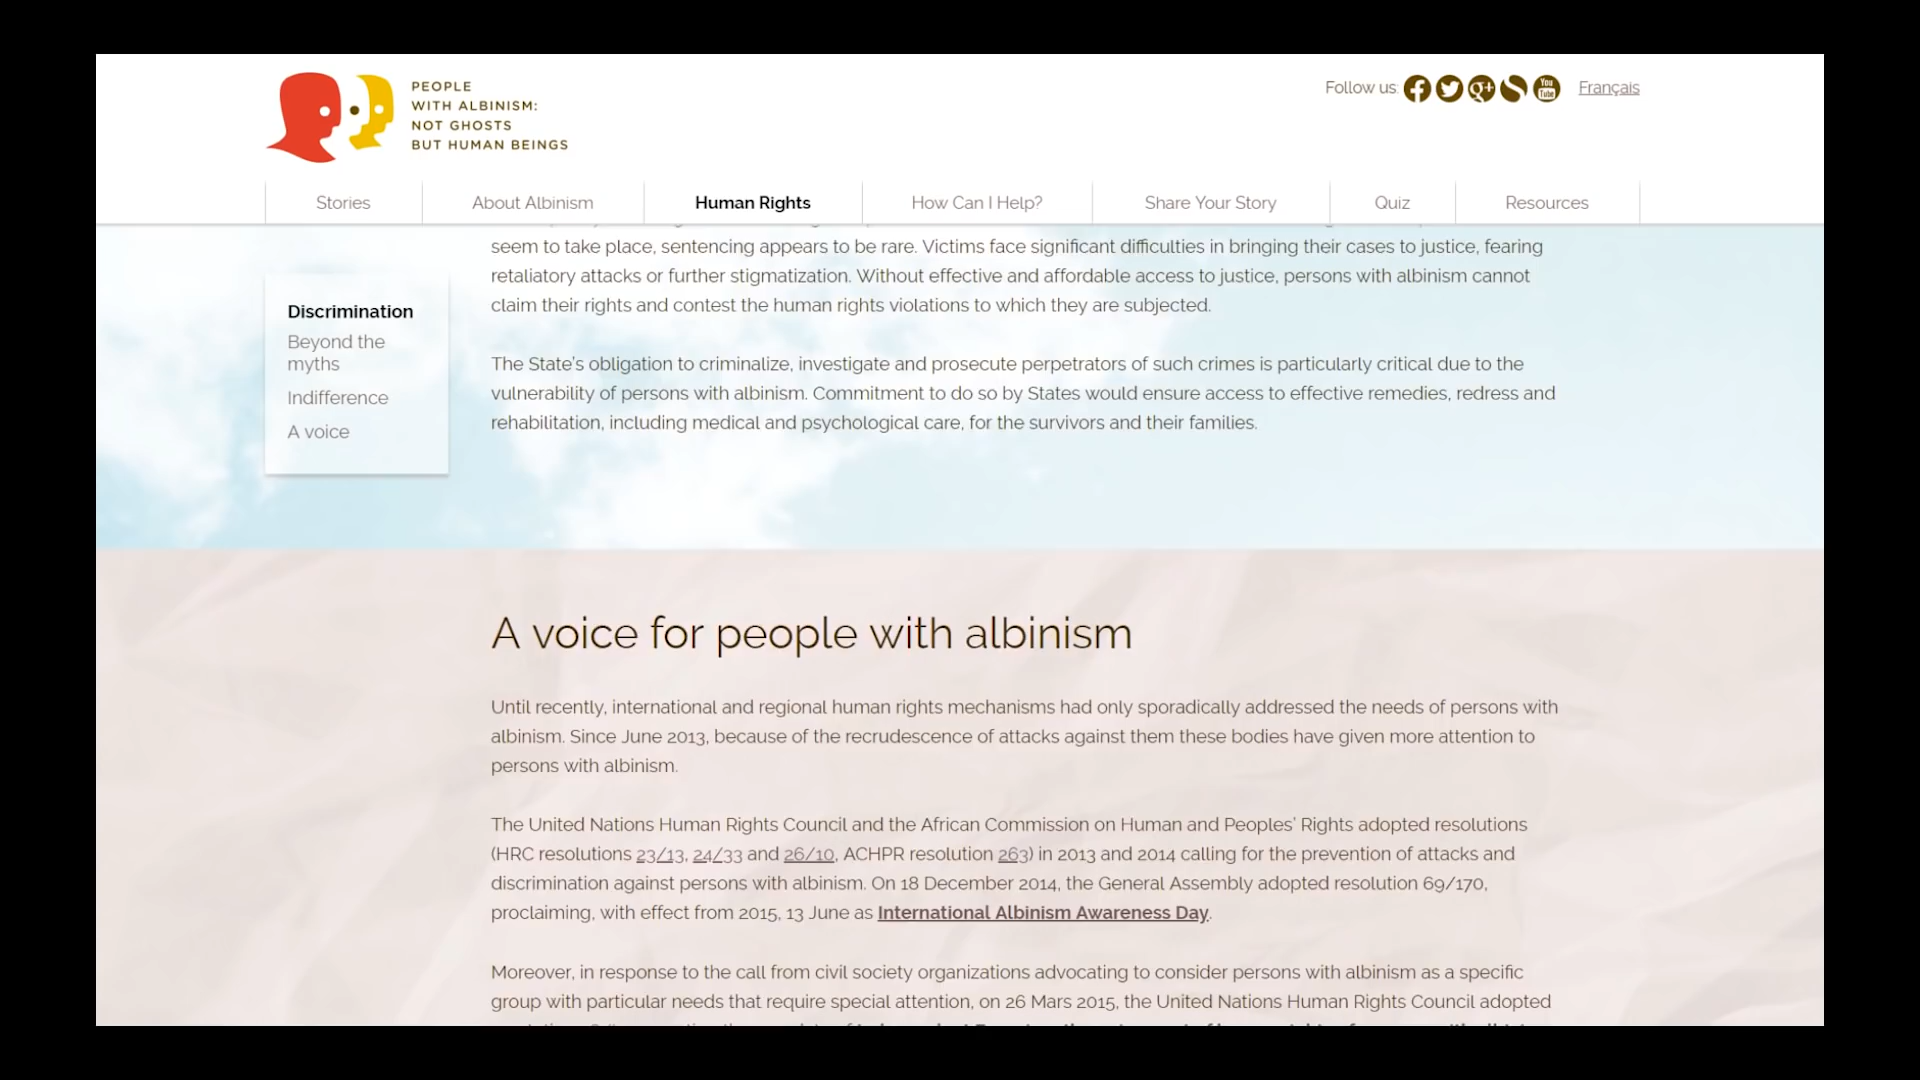 PEOPLE
WITH ALBINISM:
NOT GHOSTS
BUT HUMAN BEINGS
Follow us:
You
Tube
Français
Stories
About Albinism
Human Rights
How Can I Help?
Share Your Story
Quiz
Resources
Discrimination
Beyond the
myths
Indifference
A voice
seem to take place, sentencing appears to be rare. Victims face significant difficulties in bringing their cases to justice, fearing
retaliatory attacks or further stigmatization. Without effective and affordable access to justice, persons with albinism cannot
claim their rights and contest the human rights violations to which they are subjected.
The State's obligation to criminalize, investigate and prosecute perpetrators of such crimes is particularly critical due to the
vulnerability of persons with albinism. Commitment to do so by States would ensure access to effective remedies, redress and
rehabilitation, including medical and psychological care, for the survivors and their families.
A voice for people with albinism
Until recently, international and regional human rights mechanisms had only sporadically addressed the needs of persons with
albinism. Since June 2013, because of the recrudescence of attacks against them these bodies have given more attention to
persons with albinism.
The United Nations Human Rights Council and the African Commission on Human and Peoples' Rights adopted resolutions
(HRC resolutions 23/13, 24/33 and 26/10, ACHPR resolution 263) in 2013 and 2014 calling for the prevention of attacks and
discrimination against persons with albinism. On 18 December 2014, the General Assembly adopted resolution 69/170,
proclaiming, with effect from 2015, 13 June as International Albinism Awareness Day.
Moreover, in response to the call from civil society organizations advocating to consider persons with albinism as a specific
group with particular needs that require special attention, on 26 Mars 2015, the United Nations Human Rights Council adopted